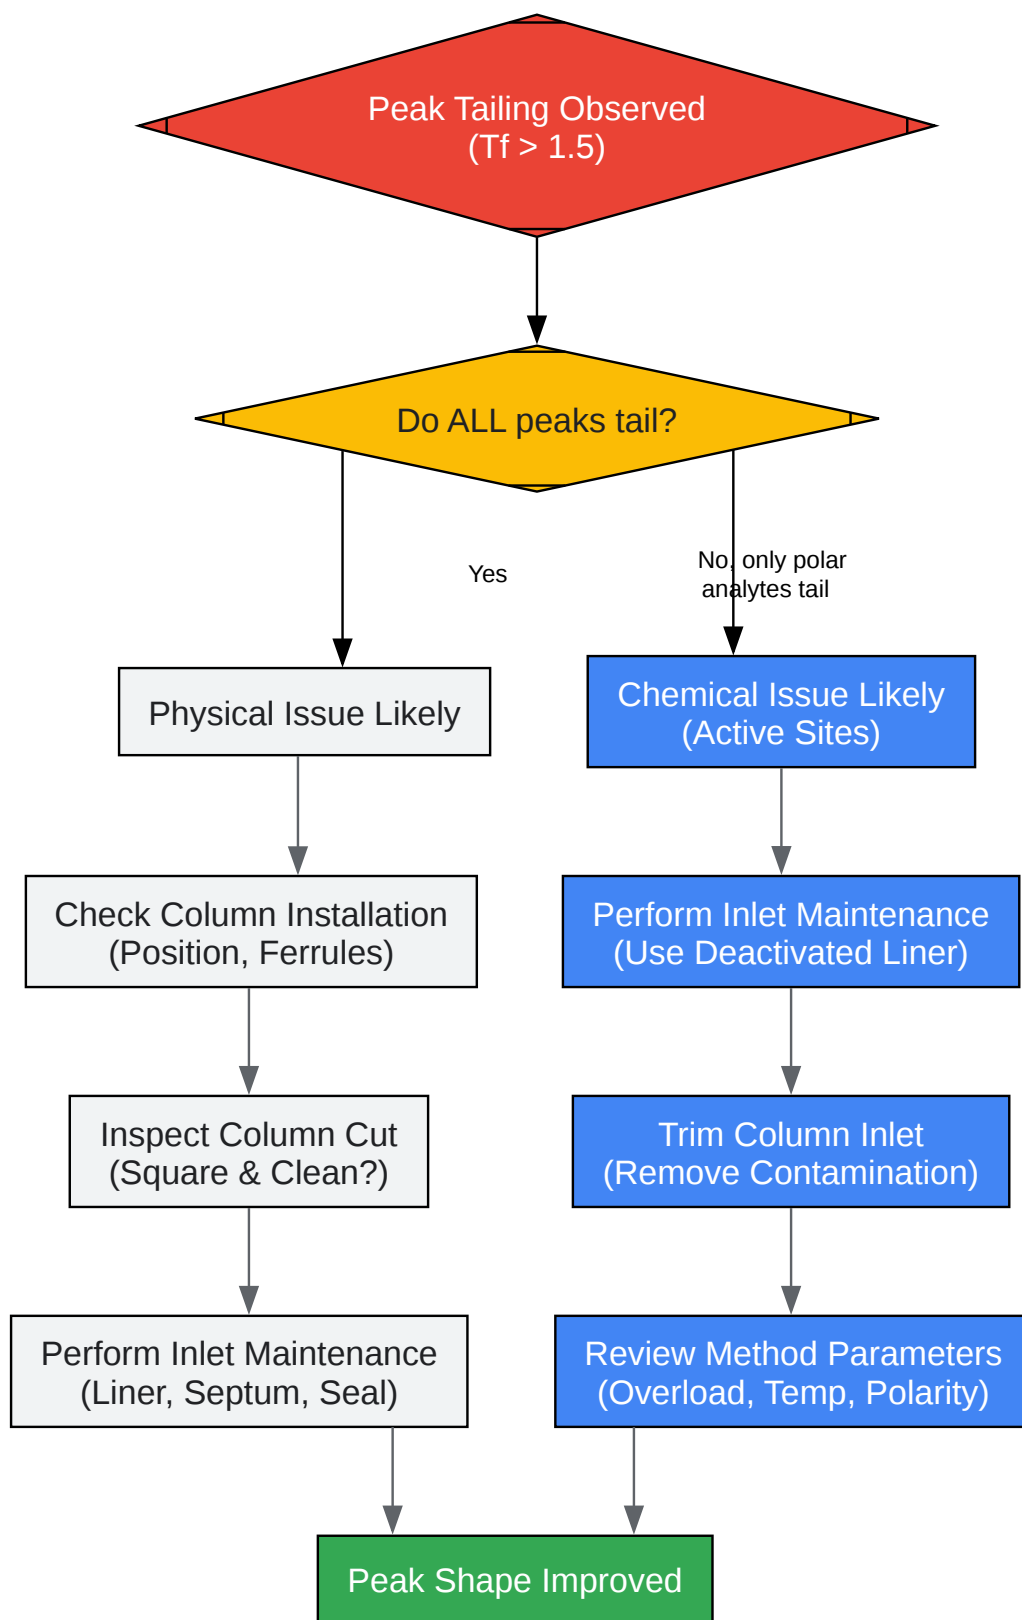 Peak Tailing Observed
(Tf > 1.5)
Do ALL peaks tail?
Yes
No, only polar
analytes tail
Physical Issue Likely
Chemical Issue Likely
(Active Sites)
Check Column Installation
(Position, Ferrules)
Perform Inlet Maintenance
(Use Deactivated Liner)
Inspect Column Cut
(Square & Clean?)
Trim Column Inlet
(Remove Contamination)
Perform Inlet Maintenance
(Liner, Septum, Seal)
Review Method Parameters
(Overload, Temp, Polarity)
Peak Shape Improved